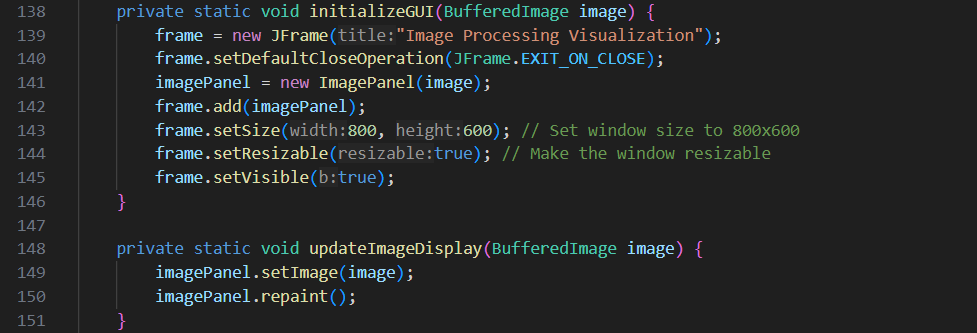 138 private static void initializeGUI(BufferedImage image) {
139 frame = new JFrame(title:"Image Processing Visualization");
140 frame.setDefaultCloseOperation(JFrame.EXIT_ON_CLOSE);
141 imagePanel = new ImagePanel(image);
142 frame.add(imagePanel);
143 frame.setSize(width:800, height:600); // Set window size to 800x600
144 frame.setResizable(resizable:true); // Make the window resizable
145 frame.setVisible(b:true);
146 }
147
148 private static void updateImageDisplay(BufferedImage image) {
149 imagePanel.setImage(image);
150 imagePanel.repaint();
151 }